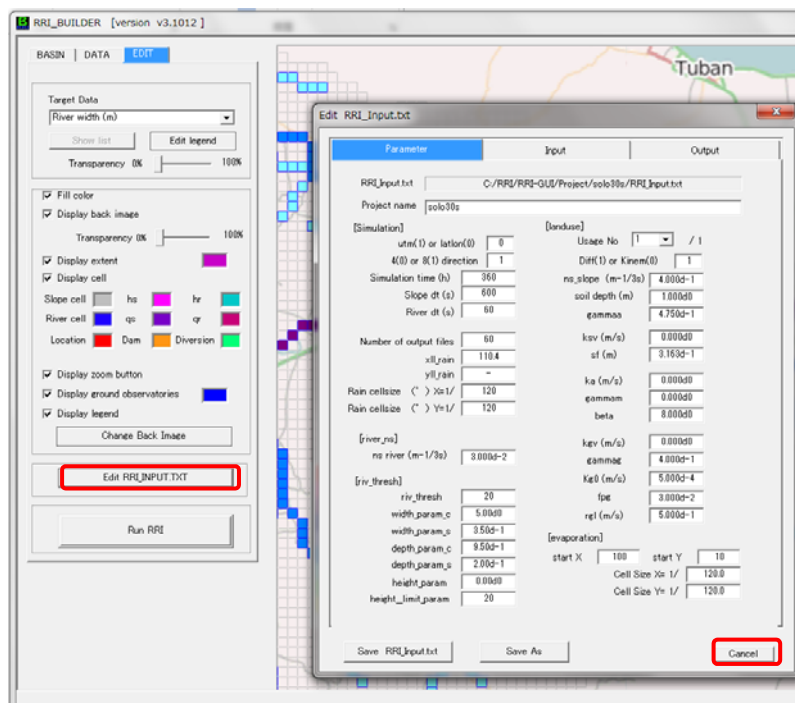 RRI_BUILDER [version v3.1012 ]
BASIN | DATA | EDIT
Target Data
River width (m)
Show list Edit legend
Transparency 0% 100%
Fill color
Display back image
Transparency 0% 100%
Display extent
Display cell
Slope cell hs hr
River cell qs qr
Location Dam Diversion
Display zoom button
Display ground observatories
Display legend
Change Back Image
Edit RRI_INPUT.TXT
Run RRI
Tuban
Edit RRI_Input.txt
Parameter Input Output
RRI_Input.txt C:/RRI/RRI-GUI/Project/solo30s/RRI_Input.txt
Project name solo30s
[Simulation]
utm(1) or latlon(0) 0
4(0) or 8(1) direction 1
Simulation time (h) 360
Slope dt (s) 600
River dt (s) 60
Number of output files 60
xll_rain 110.4
yll_rain -
Rain cellsize (°) X=1/ 120
Rain cellsize (°) Y=1/ 120
[river_ns]
ns river (m-1/3s) 3.000d-2
[riv_thresh]
riv_thresh 20
width_param_c 5.00d0
width_param_s 3.50d-1
depth_param_c 9.50d-1
depth_param_s 2.00d-1
height_param 0.00d0
height_limit_param 20
[landuse]
Usage No 1 / 1
Diff(1) or Kinem(0) 1
ns_slope (m-1/3s) 4.000d-1
soil depth (m) 1.000d0
gammaa 4.750d-1
ksv (m/s) 0.000d0
sf (m) 3.163d-1
ka (m/s) 0.000d0
gammam 0.000d0
beta 8.000d0
kgv (m/s) 0.000d0
gammag 4.000d-1
Kg0 (m/s) 5.000d-4
fpg 3.000d-2
rgl (m/s) 5.000d-1
[evaporation]
start X 100 start Y 10
Cell Size X= 1/ 120.0
Cell Size Y= 1/ 120.0
Save RRI_Input.txt Save As Cancel